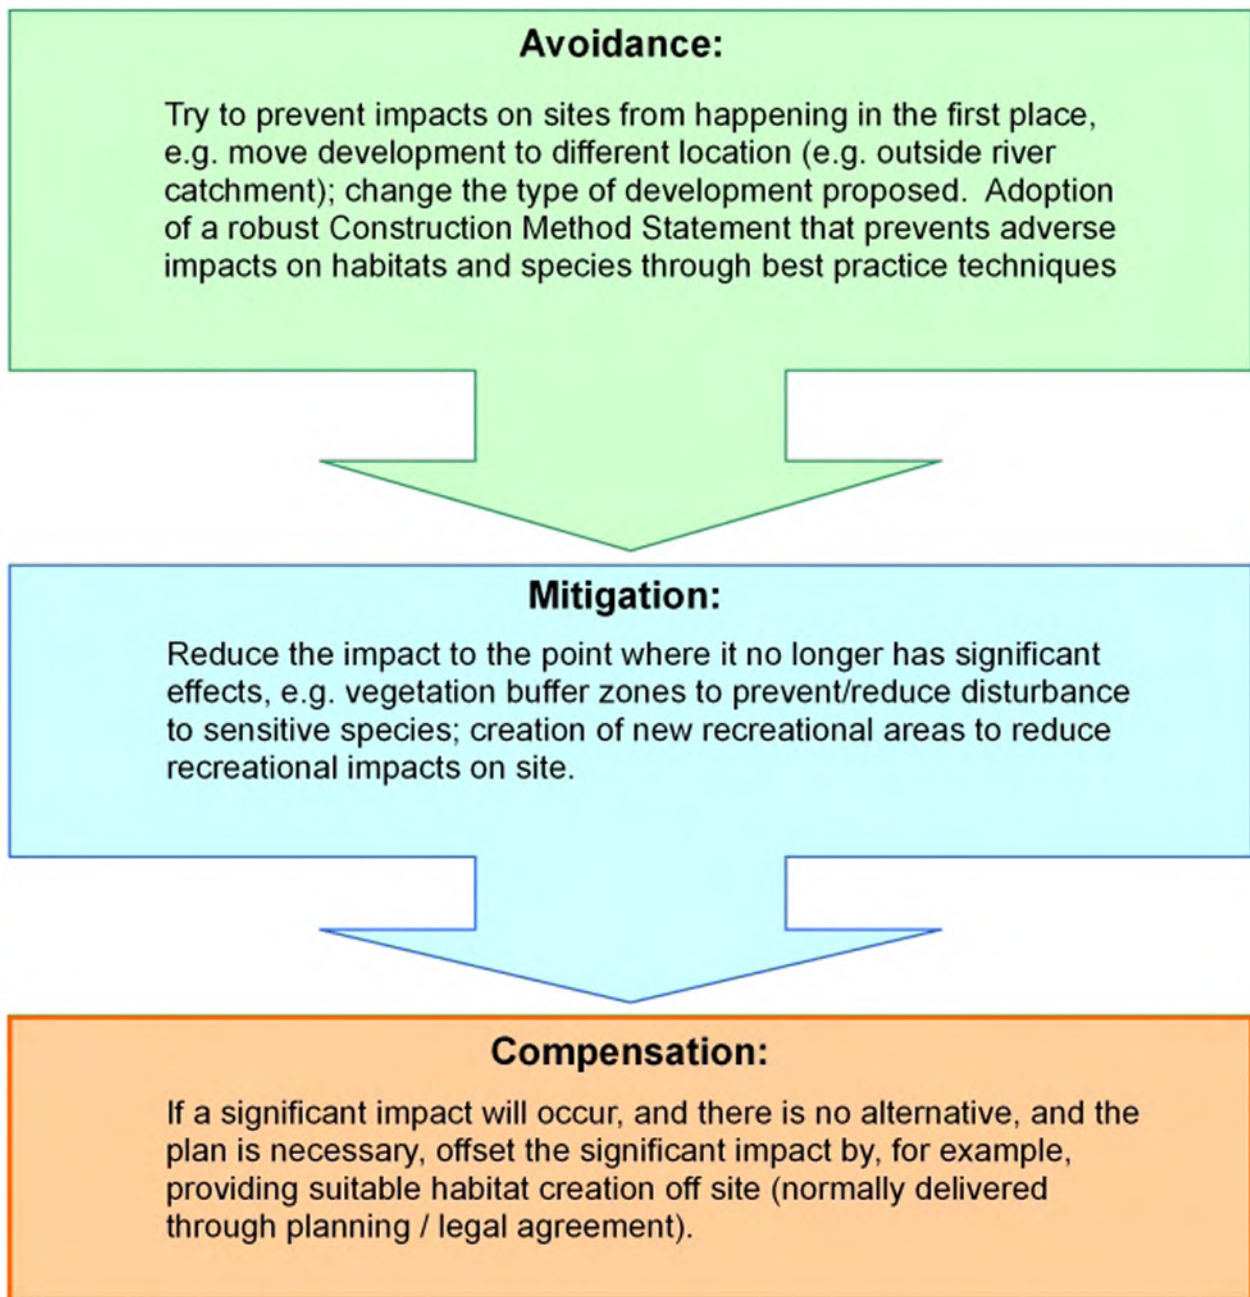 Avoidance:
Try to prevent impacts on sites from happening in the first place,
e.g. move development to different location (e.g. outside river
catchment); change the type of development proposed.  Adoption
of a robust Construction Method Statement that prevents adverse
impacts on habitats and species through best practice techniques
Mitigation:
Reduce the impact to the point where it no longer has significant
effects, e.g. vegetation buffer zones to prevent/reduce disturbance
to sensitive species; creation of new recreational areas to reduce
recreational impacts on site.
Compensation:
If a significant impact will occur, and there is no alternative, and the
plan is necessary, offset the significant impact by, for example,
providing suitable habitat creation off site (normally delivered
through planning / legal agreement).